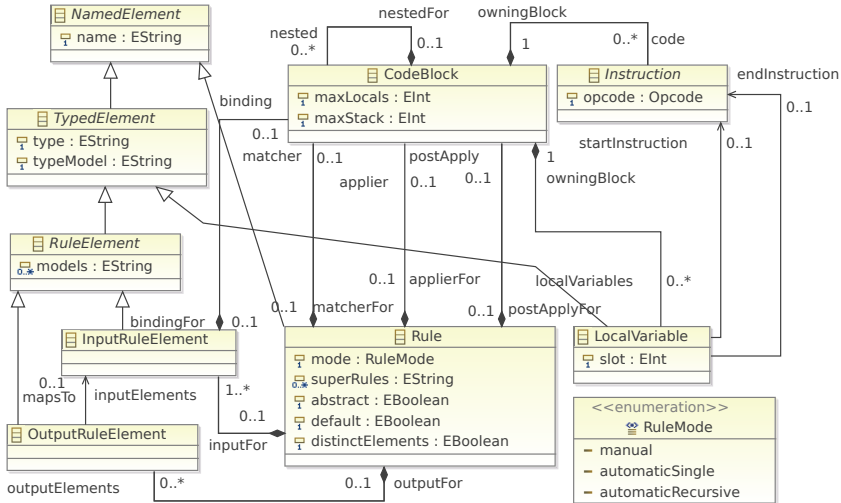 NamedElement
name : EString
nestedFor
nested
0..*
0..1
owningBlock
1
0..*
code
CodeBlock
maxLocals : EInt
maxStack : EInt
Instruction
opcode : Opcode
endInstruction
0..1
TypedElement
type : EString
typeModel : EString
binding
0..1
matcher
0..1
applier
postApply
0..1
0..1
1
owningBlock
startInstruction
0..1
RuleElement
models : EString
0..1
matcherFor
0..1
applierFor
0..1
postApplyFor
localVariables
0..*
bindingFor
0..1
InputRuleElement
Rule
mode : RuleMode
superRules : EString
abstract : EBoolean
default : EBoolean
distinctElements : EBoolean
LocalVariable
slot : EInt
0..1
mapsTo
inputElements
1..*
0..1
inputFor
OutputRuleElement
outputElements
0..*
0..1
outputFor
<<enumeration>>
RuleMode
manual
automaticSingle
automaticRecursive